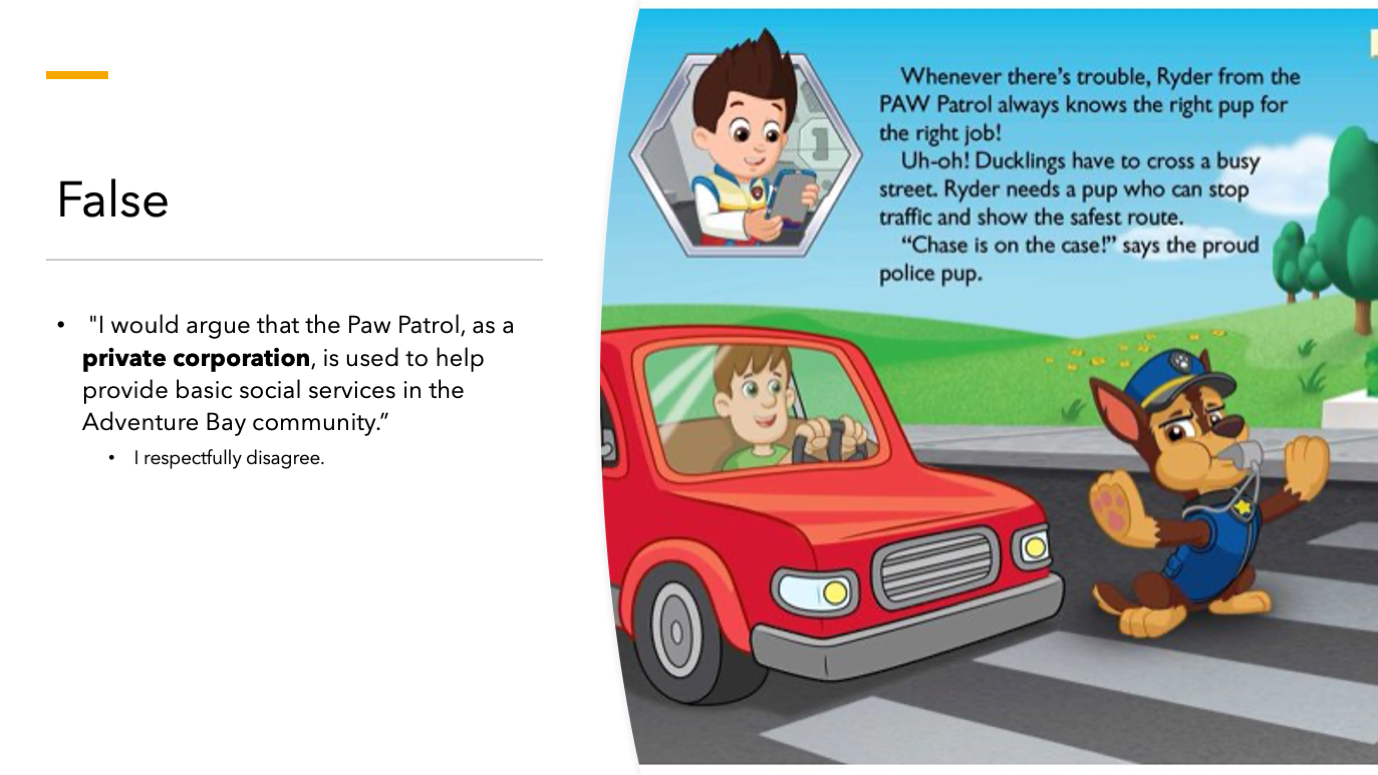 False
• "I would argue that the Paw Patrol, as a
private corporation, is used to help
provide basic social services in the
Adventure Bay community.”
• I respectfully disagree.
Whenever there’s trouble, Ryder from the
PAW Patrol always knows the right pup for
the right job!
Uh-oh! Ducklings have to cross a busy
street. Ryder needs a pup who can stop
traffic and show the safest route.
“Chase is on the case!” says the proud
police pup.